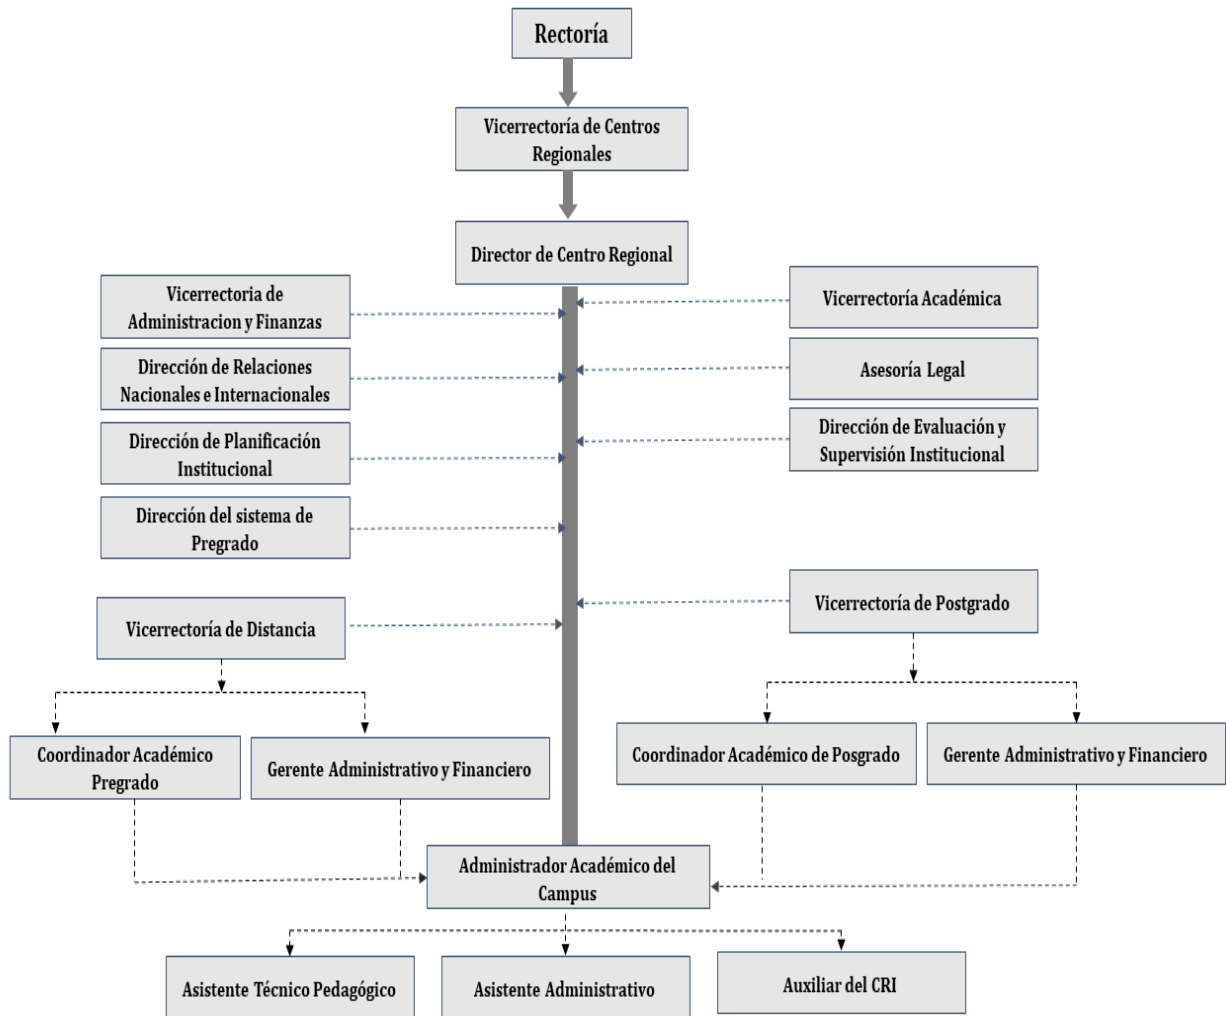 Rectoría
Vicerrectoría de Centros
Regionales
Director de Centro Regional
Vicerrectoria de
Administracion y Finanzas
Vicerrectoría Académica
Dirección de Relaciones
Nacionales e Internacionales
Asesoría Legal
Dirección de Planificación
Institucional
Dirección de Evaluación y
Supervisión Institucional
Dirección del sistema de
Pregrado
Vicerrectoría de Distancia
Vicerrectoría de Postgrado
Coordinador Académico
Pregrado
Gerente Administrativo y Financiero
Coordinador Académico de Posgrado
Gerente Administrativo y Financiero
Administrador Académico del
Campus
Asistente Técnico Pedagógico
Asistente Administrativo
Auxiliar del CRI